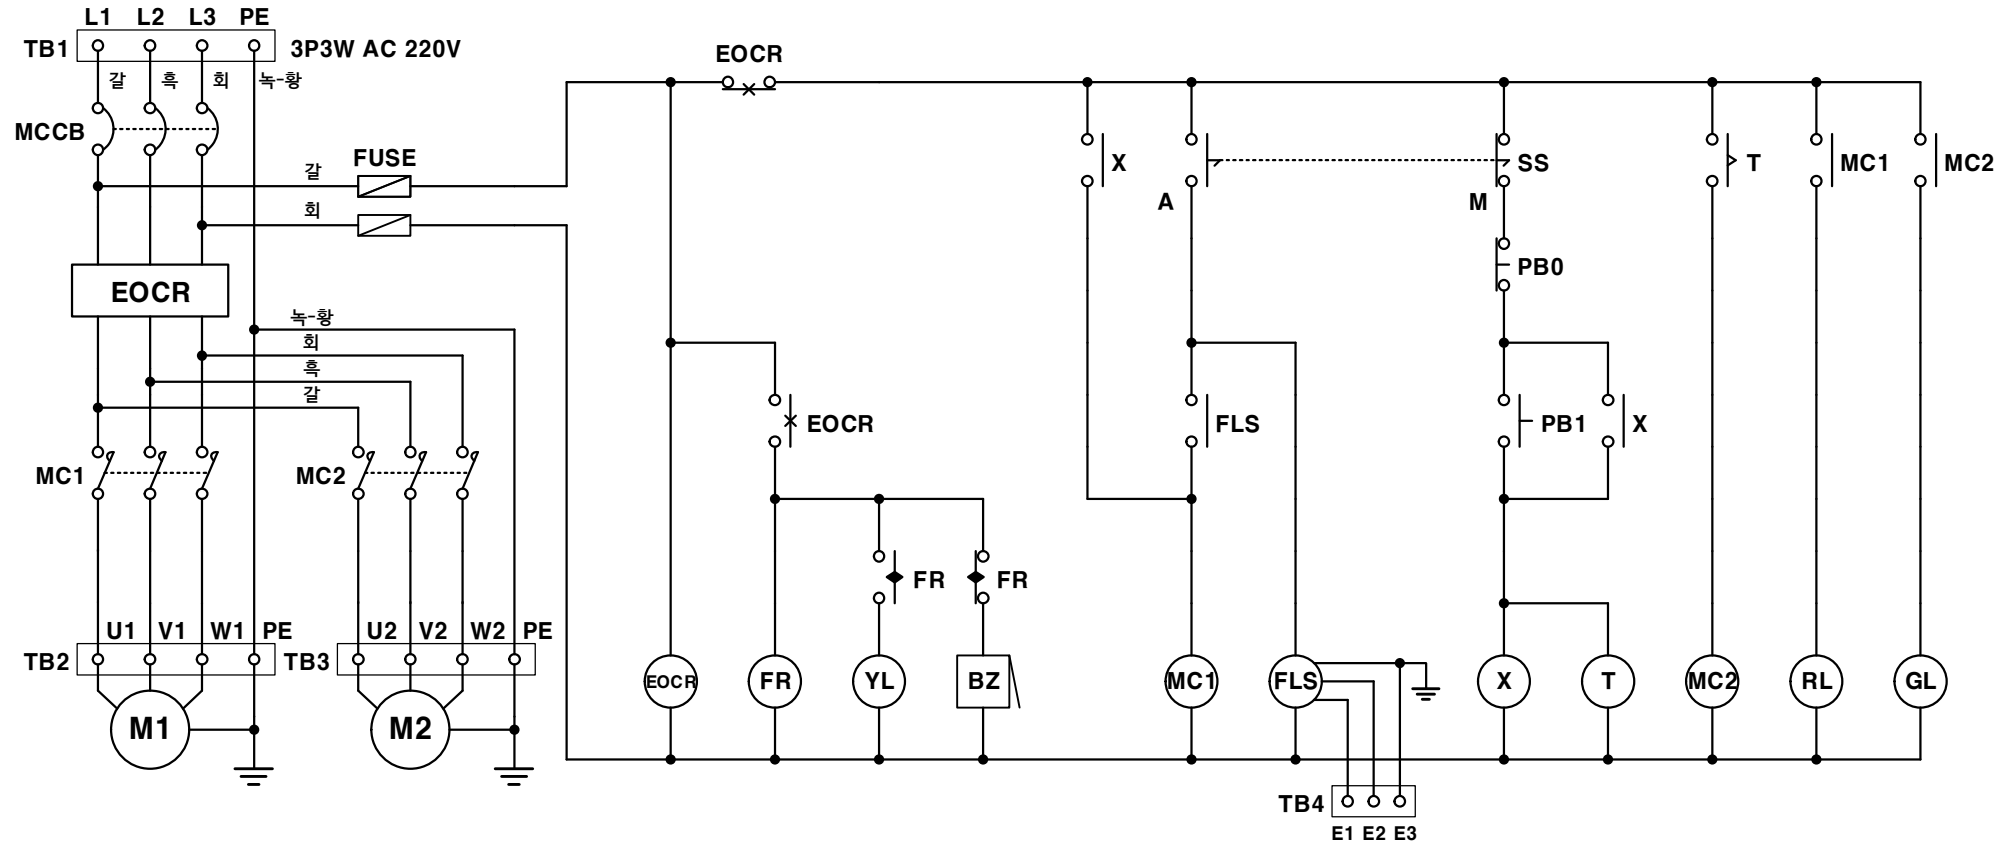 L1 L2 L3 PE
TB1 3P3W AC 220V
갈 흑 회 녹-황
EOCR
MCCB
FUSE
갈
회
X
SS
T
MC1
MC2
A
M
PB0
EOCR
녹-황
회
흑
갈
EOCR
FLS
PB1
X
MC1
MC2
FR
FR
U1 V1 W1 PE
U2 V2 W2 PE
TB2
TB3
EOCR
FR
YL
BZ
MC1
FLS
X
T
MC2
RL
GL
M1
M2
TB4
E1 E2 E3